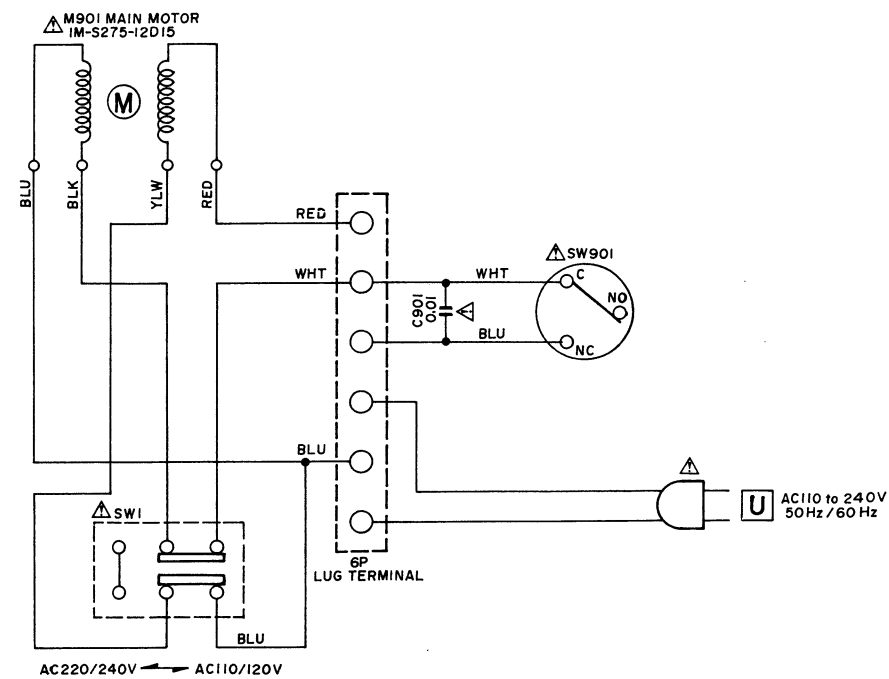 M901 MAIN MOTOR
1M-S275-12D15
M
BLU
BLK
YLW
RED
RED
WHT
WHT
SW901
C
NO
C901
0.01
BLU
NC
BLU
SW1
U
AC110 to 240V
50Hz/60Hz
6P
LUG TERMINAL
BLU
AC220/240V
AC110/120V